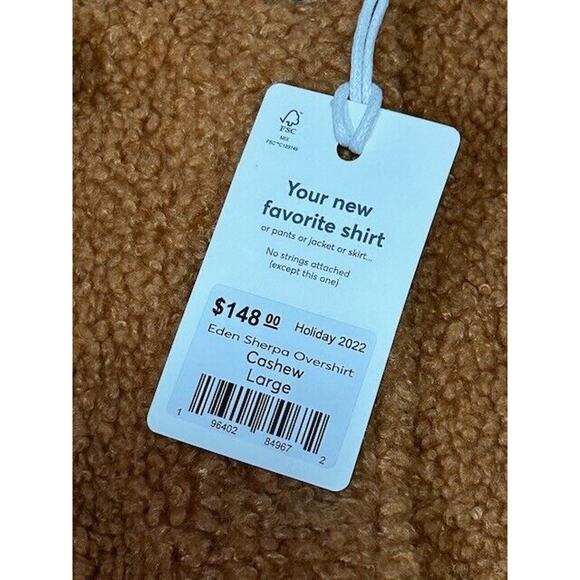 FSC™
MIX
Your new
favorite shirt
or pants or jacket or skirt...
No strings attached
(except this one)
$148 00 Holiday 2022
Eden Sherpa Overshirt
Cashew
Large
1 96402 84967 2